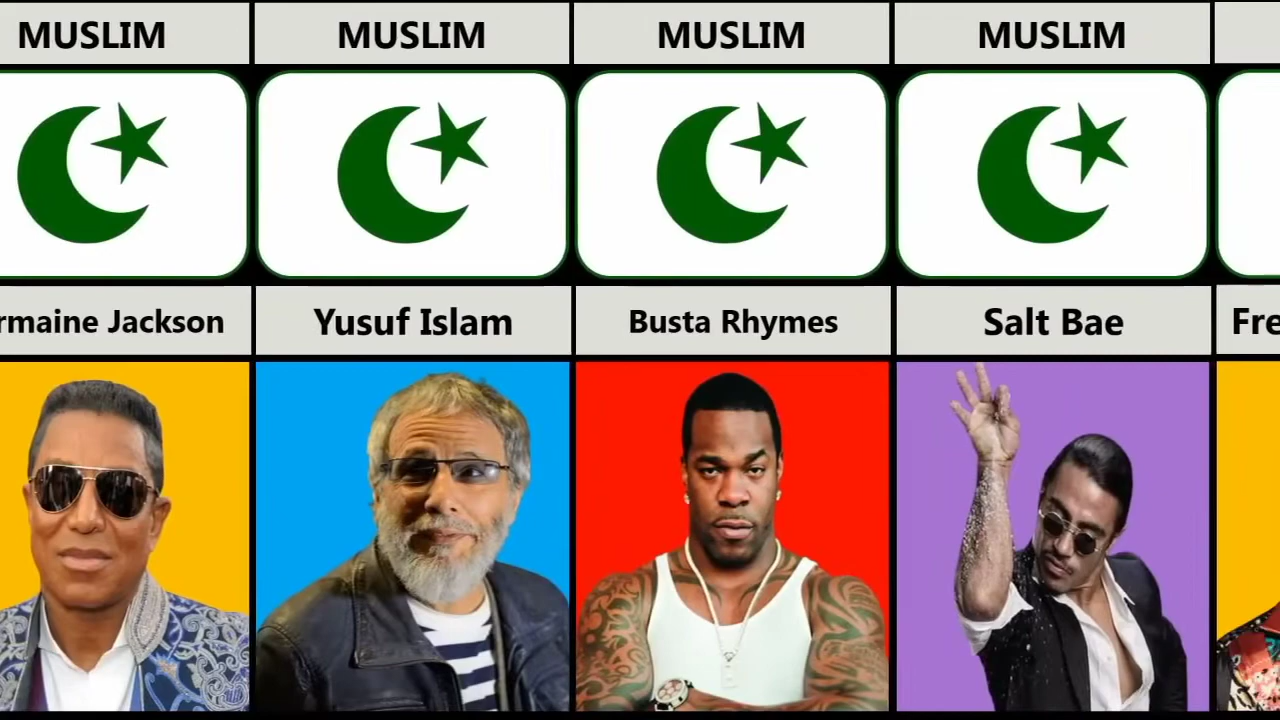 MUSLIM
MUSLIM
MUSLIM
MUSLIM
rmaine Jackson
Yusuf Islam
Busta Rhymes
Salt Bae
Fre